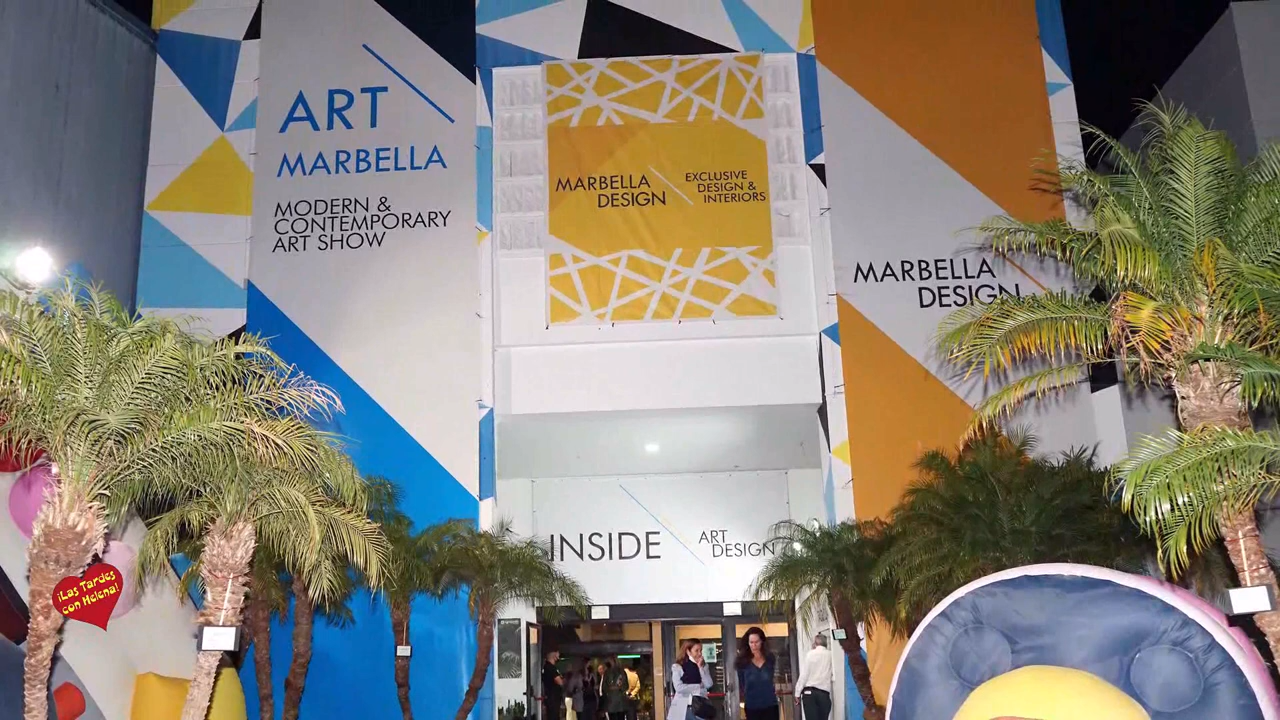 ART
MARBELLA
MODERN &
CONTEMPORARY
ART SHOW
MARBELLA
DESIGN
EXCLUSIVE
DESIGN &
INTERIORS
MARBELLA
DESIGN
INSIDE
ART
DESIGN
¡Las Tardes
con Helena!